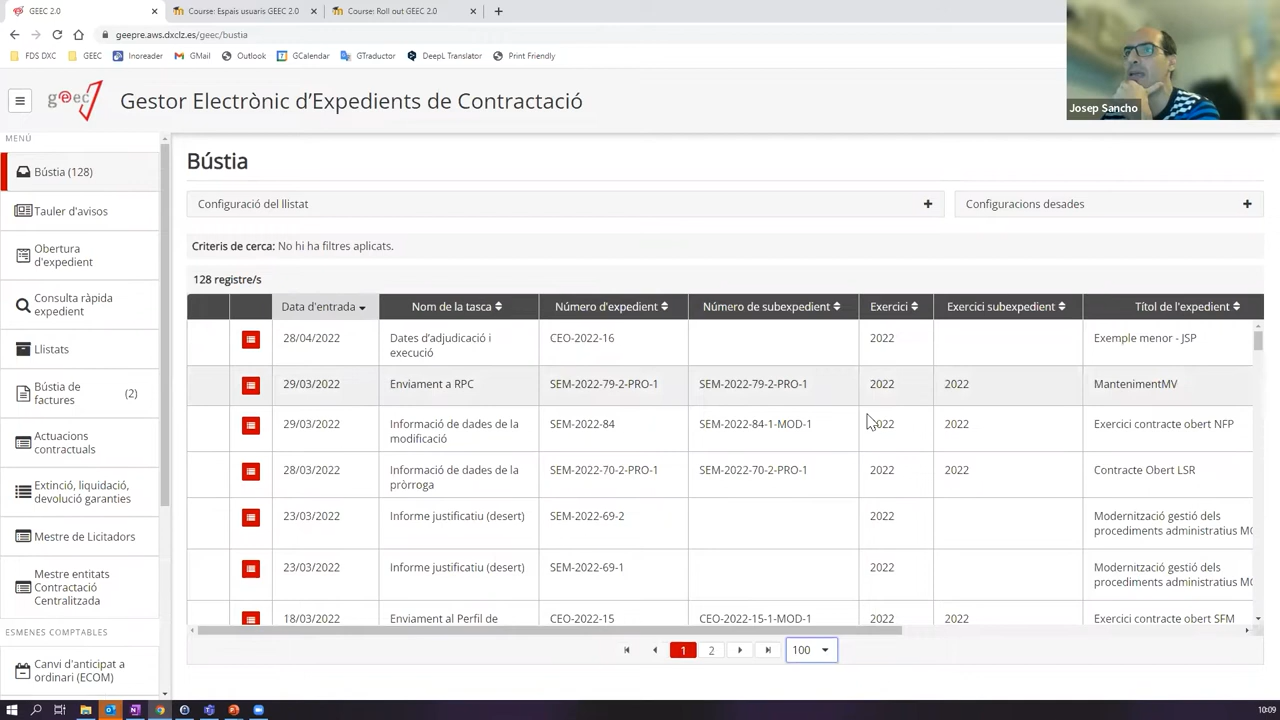 GEEC 2.0
Course: Espais usuaris GEEC 2.0
Course: Roll out GEEC 2.0
geepre.aws.dxclz.es/geec/bustia
FDS DXC
GEEC
Inoreader
GMail
Outlook
GCalendar
GTraductor
DeepL Translator
Print Friendly
Josep Sancho
geec
Gestor Electrònic d'Expedients de Contractació
MENÚ
Bústia (128)
Tauler d'avisos
Obertura
d'expedient
Consulta ràpida
expedient
Llistats
Bústia de
factures
(2)
Actuacions
contractuals
Extinció, liquidació,
devolució garanties
Mestre de Licitadors
Mestre entitats
Contractació
Centralitzada
ESMENES COMPTABLES
Canvi d'anticipat a
ordinari (ECOM)
Bústia
Configuració del llistat
Configuracions desades
Criteris de cerca: No hi ha filtres aplicats.
128 registre/s
Data d'entrada Nom de la tasca Número d'expedient Número de subexpedient Exercici Exercici subexpedient Títol de l'expedient
28/04/2022 Dates d'adjudicació i CEO-2022-16 2022 Exemple menor - JSP
execució
29/03/2022 Enviament a RPC SEM-2022-79-2-PRO-1 SEM-2022-79-2-PRO-1 2022 2022 MantenimentMV
29/03/2022 Informació de dades de la SEM-2022-84 SEM-2022-84-1-MOD-1 2022 2022 Exercici contracte obert NFP
modificació
28/03/2022 Informació de dades de la SEM-2022-70-2-PRO-1 SEM-2022-70-2-PRO-1 2022 2022 Contracte Obert LSR
pròrroga
23/03/2022 Informe justificatiu (desert) SEM-2022-69-2 2022 Modernització gestió dels
procediments administratius MC
23/03/2022 Informe justificatiu (desert) SEM-2022-69-1 2022 Modernització gestió dels
procediments administratius MC
18/03/2022 Enviament al Perfil de CEO-2022-15 CEO-2022-15-1-MOD-1 2022 2022 Exercici contracte obert SFM
1 2 100
10:09